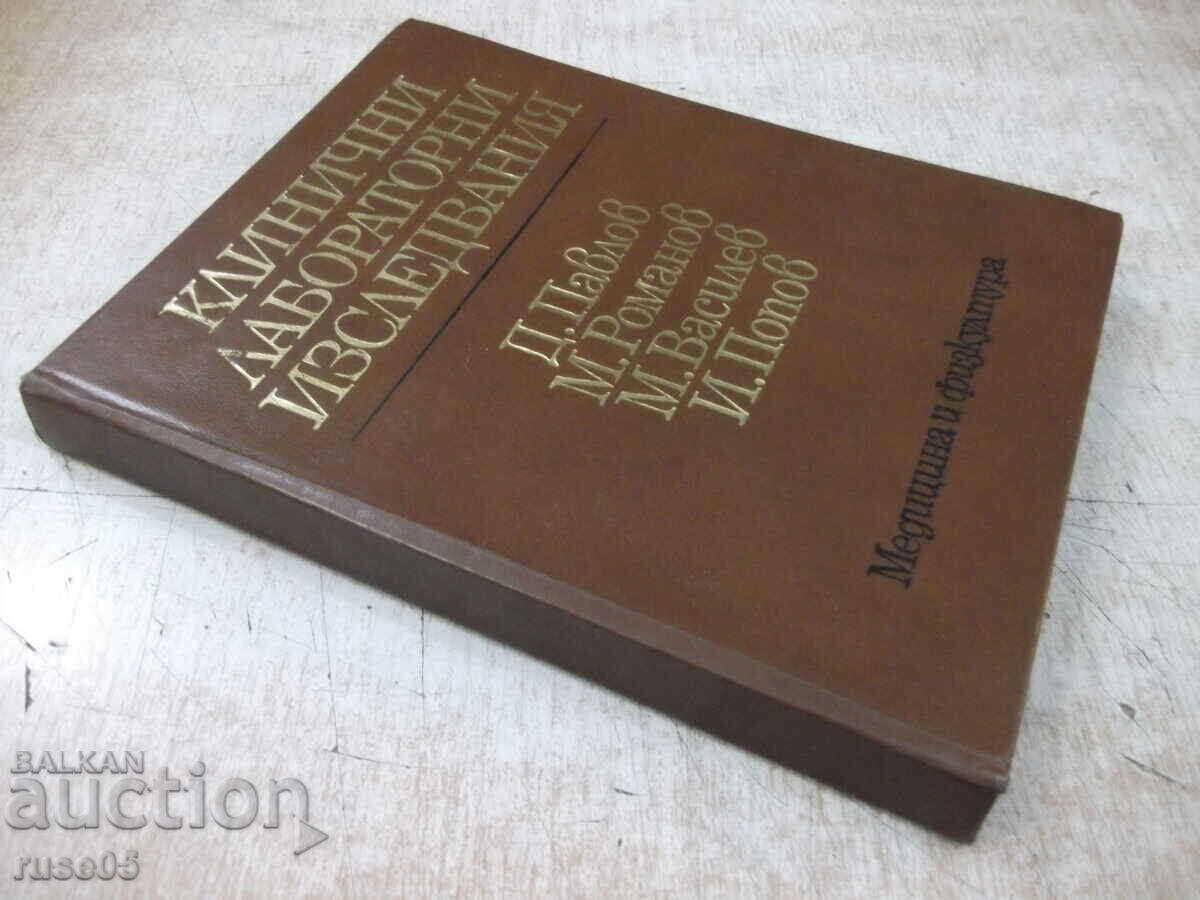 КЛИНИЧНИ
ЛАБОРАТОРНИ
ИЗСЛЕДВАНИЯ
Д.Павлов
М.Романов
М.Василев
И.Попов
Медицина и физкултура
BALKAN
auction
ruse05